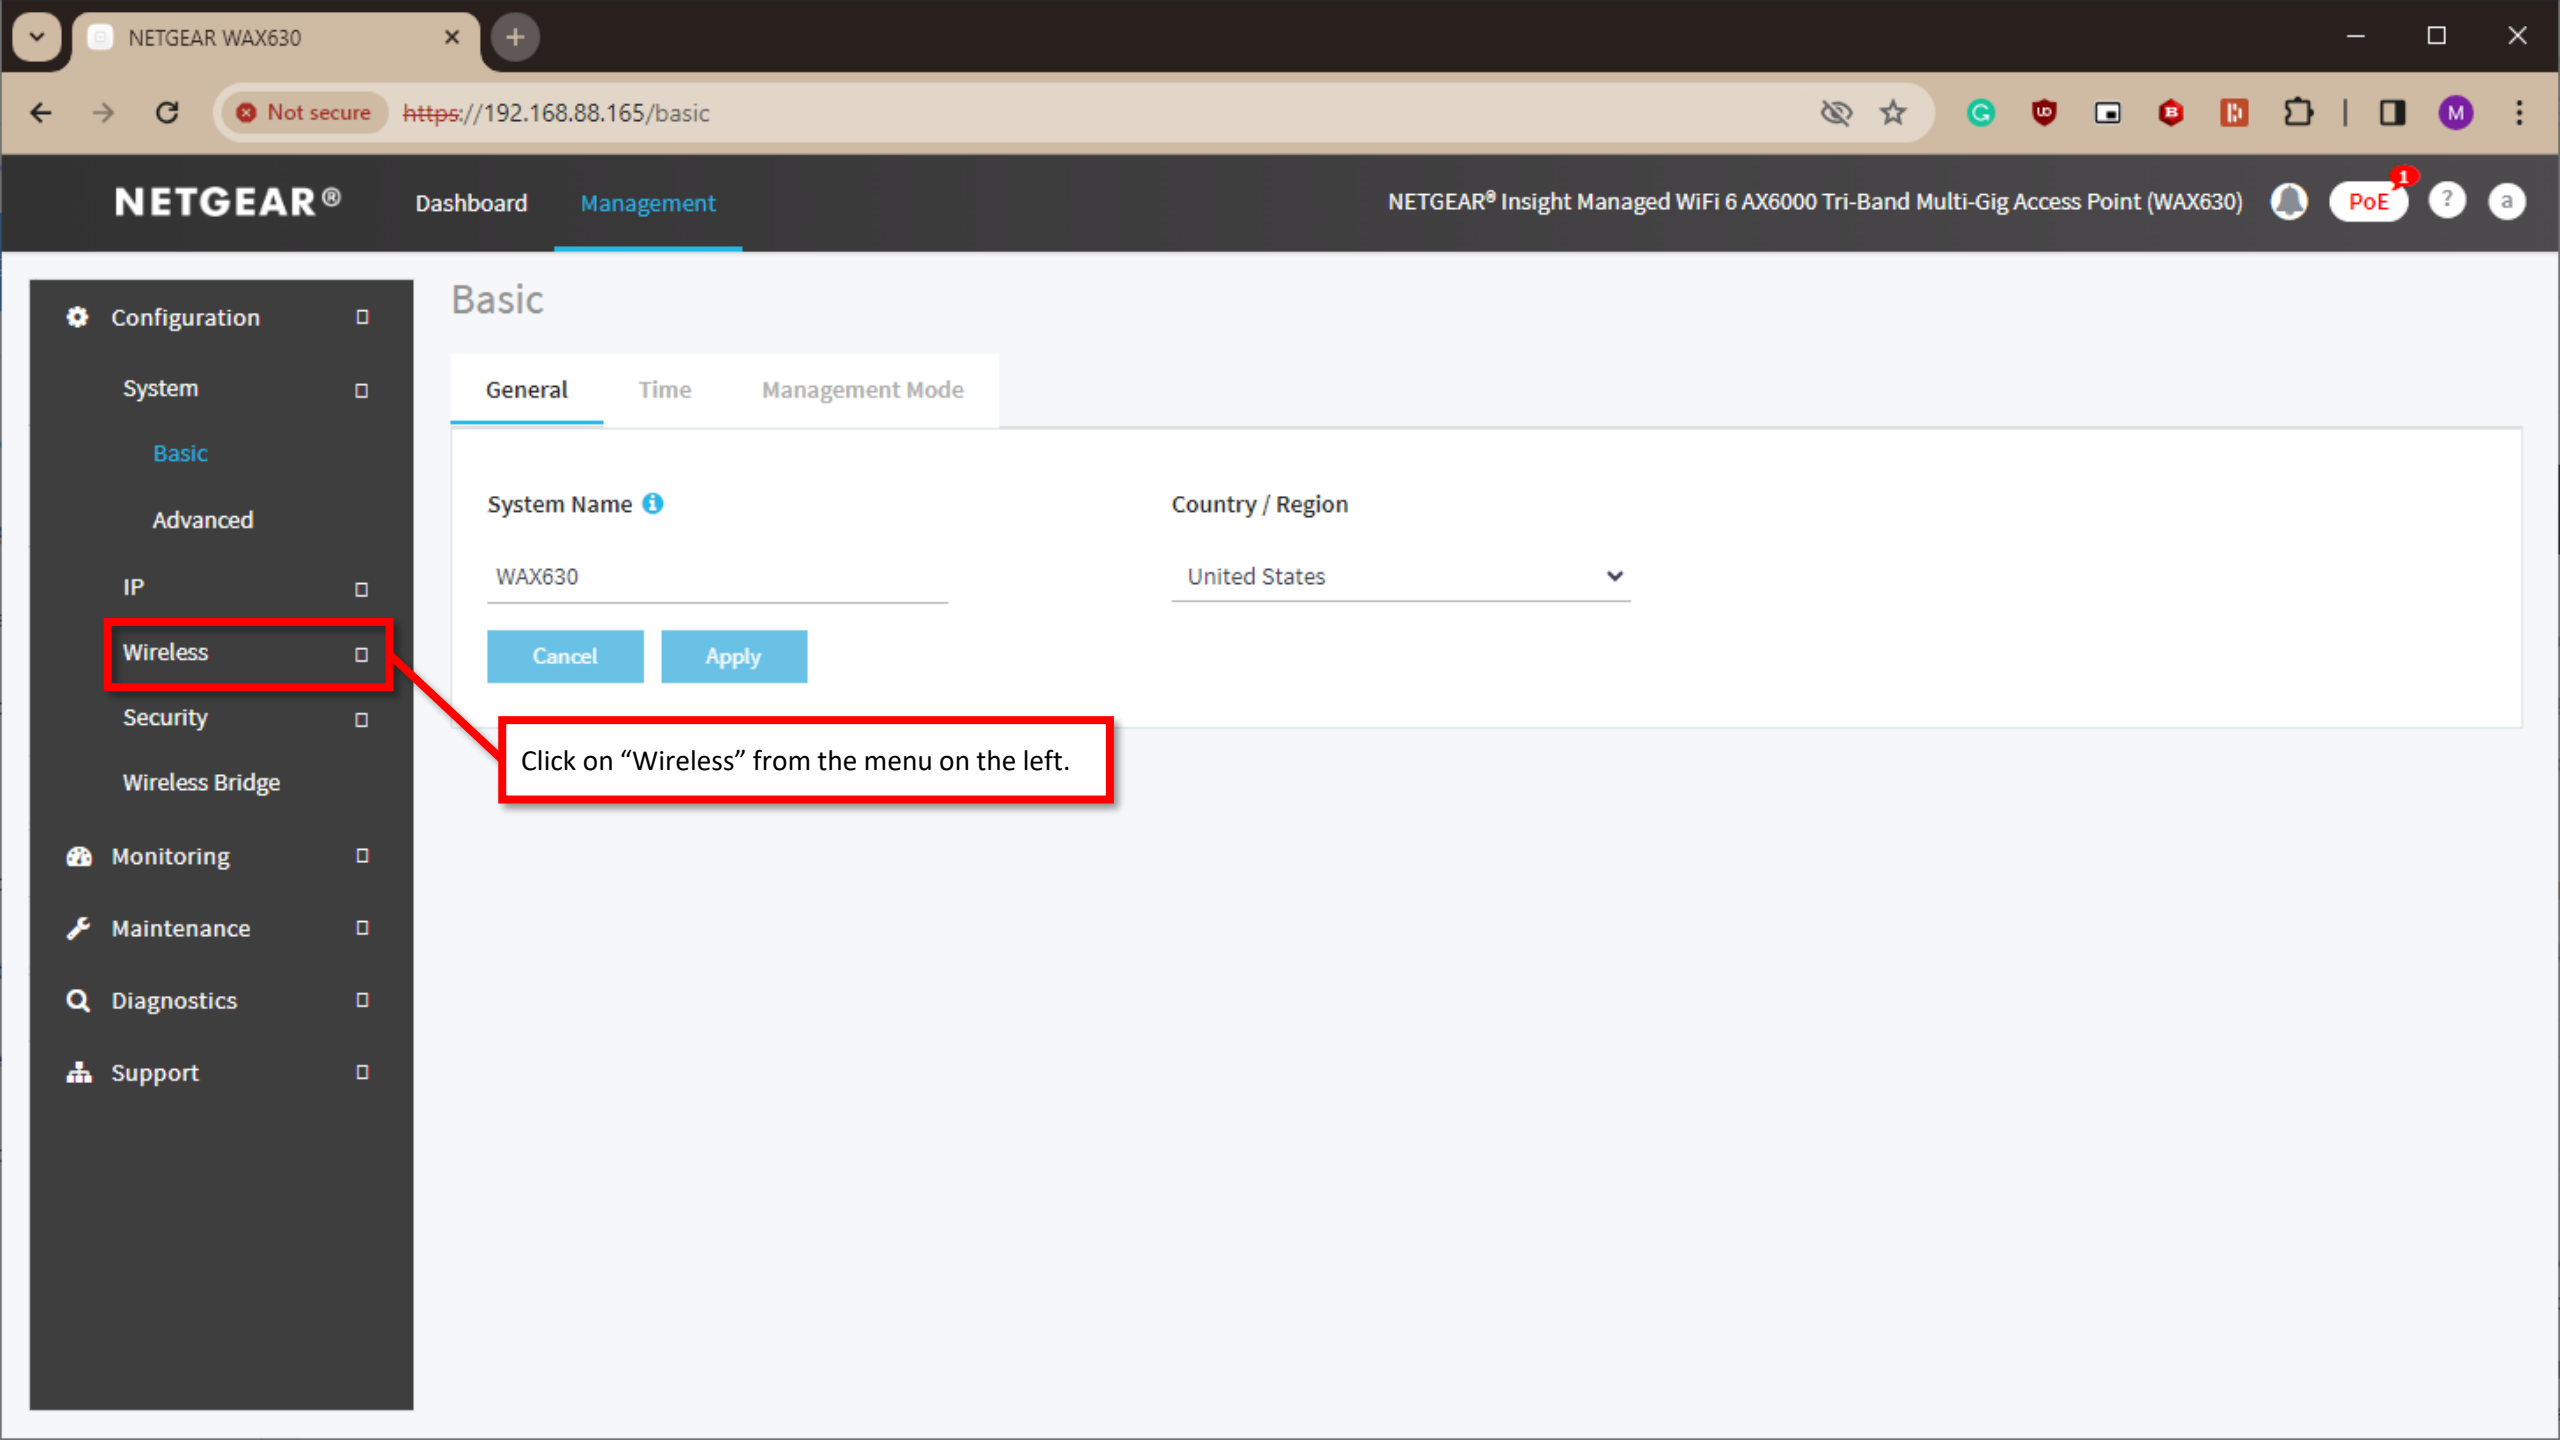 NETGEAR WAX630
Not secure https://192.168.88.165/basic
M
NETGEAR® Dashboard Management NETGEAR® Insight Managed WiFi 6 AX6000 Tri-Band Multi-Gig Access Point (WAX630) PoE 1 ? a
Configuration
System
Basic
Advanced
IP
Wireless
Security
Wireless Bridge
Monitoring
Maintenance
Diagnostics
Support
Basic
General Time Management Mode
System Name Country / Region
WAX630 United States
Cancel Apply
Click on “Wireless” from the menu on the left.